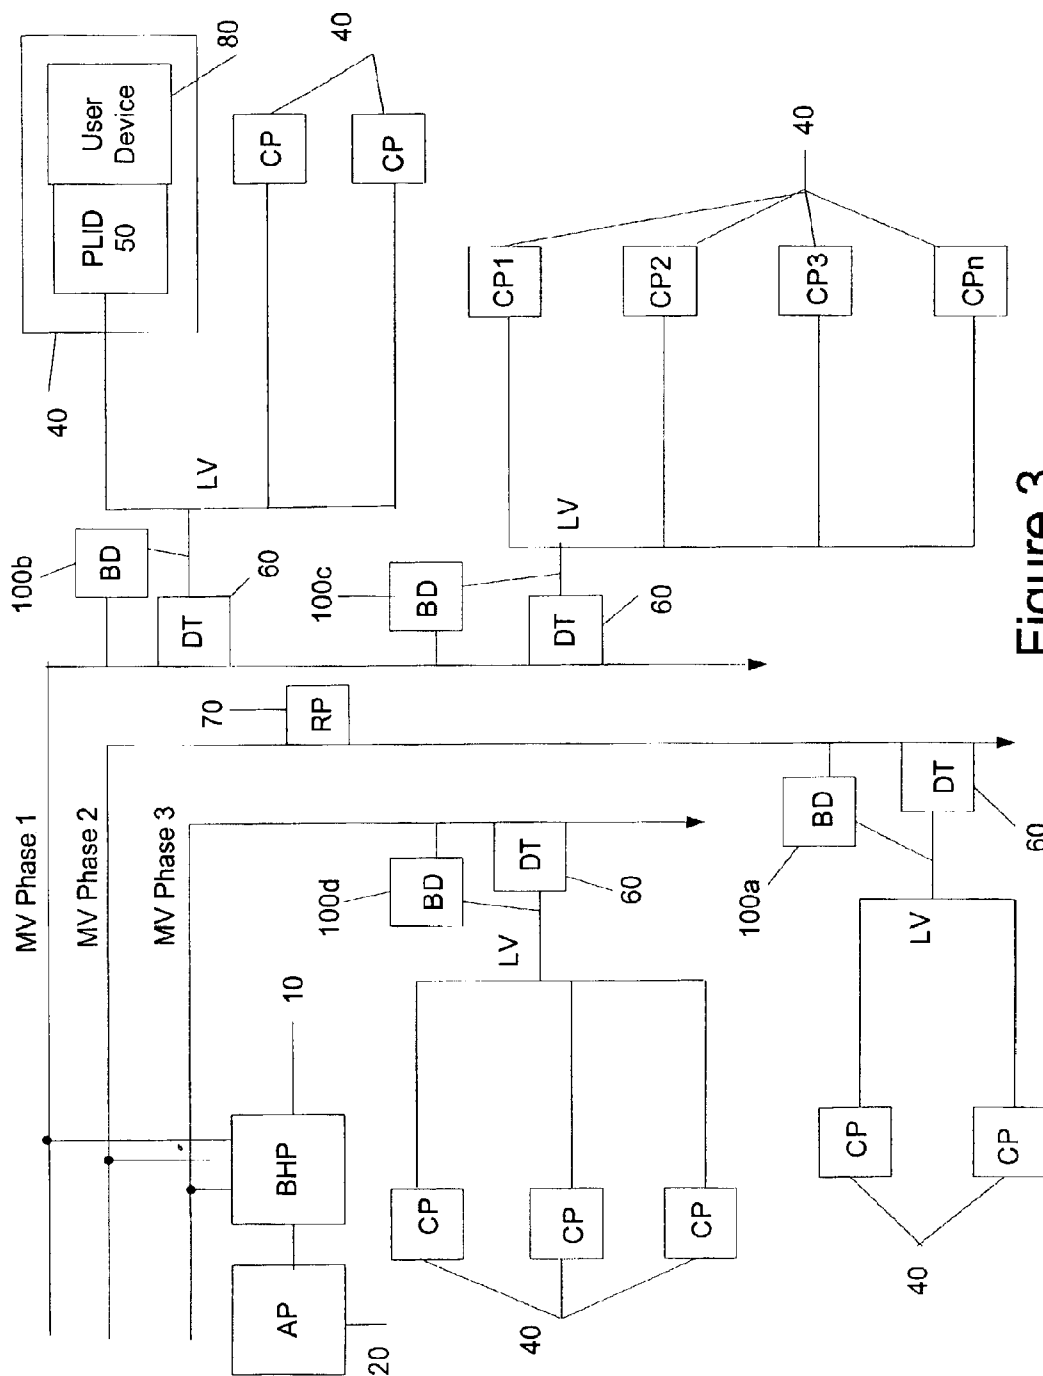 MV Phase 1
100b
40
MV Phase 2
BD
PLID
50
User
Device
MV Phase 3
DT
LV
80
70
60
AP
BHP
10
RP
CP
40
20
100d
100c
CP
CP
BD
BD
LV
CP1
40
CP
DT
DT
LV
60
60
CP2
CP
100a
BD
CP3
40
CP
40
LV
DT
CPn
CP
60
Figure 3